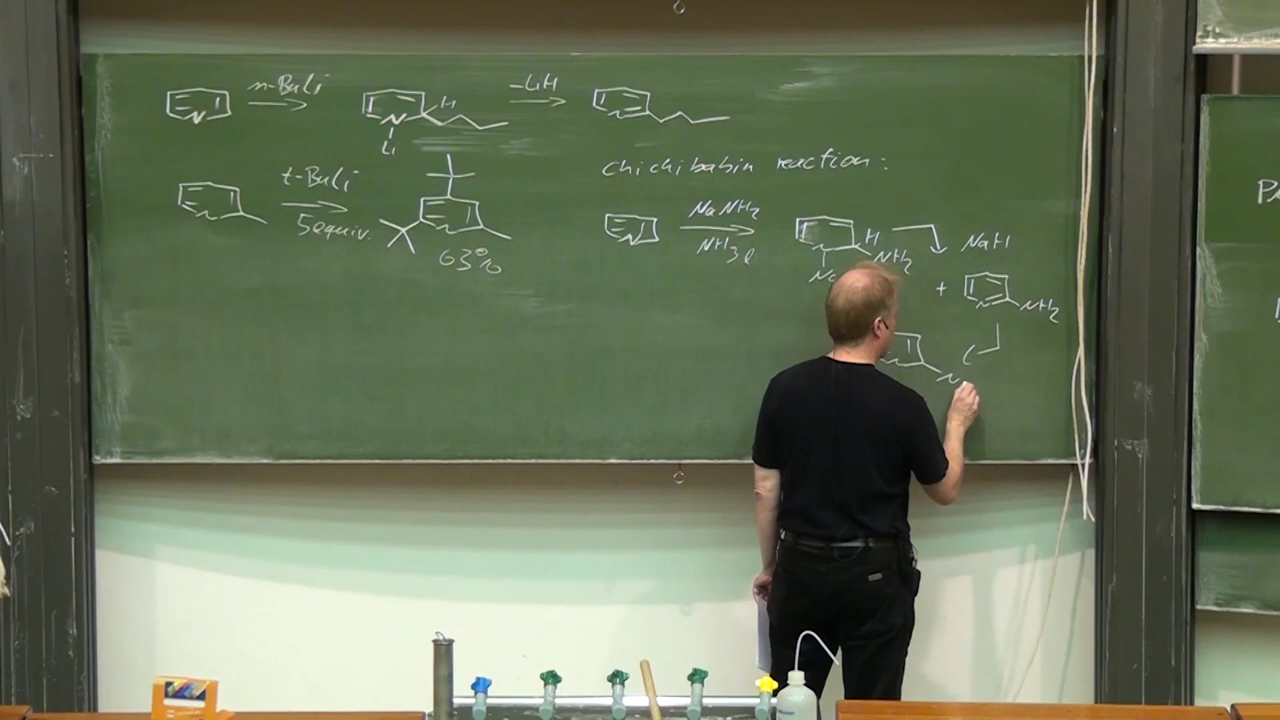 n-BuLi
-LiH
N
H
N
Li
N
t-BuLi
5 equiv.
N
N
63%
Chichibabin reaction:
N
NaNH2
NH3 l
N
H
NH2
NaH
+
N
NH2
N
N